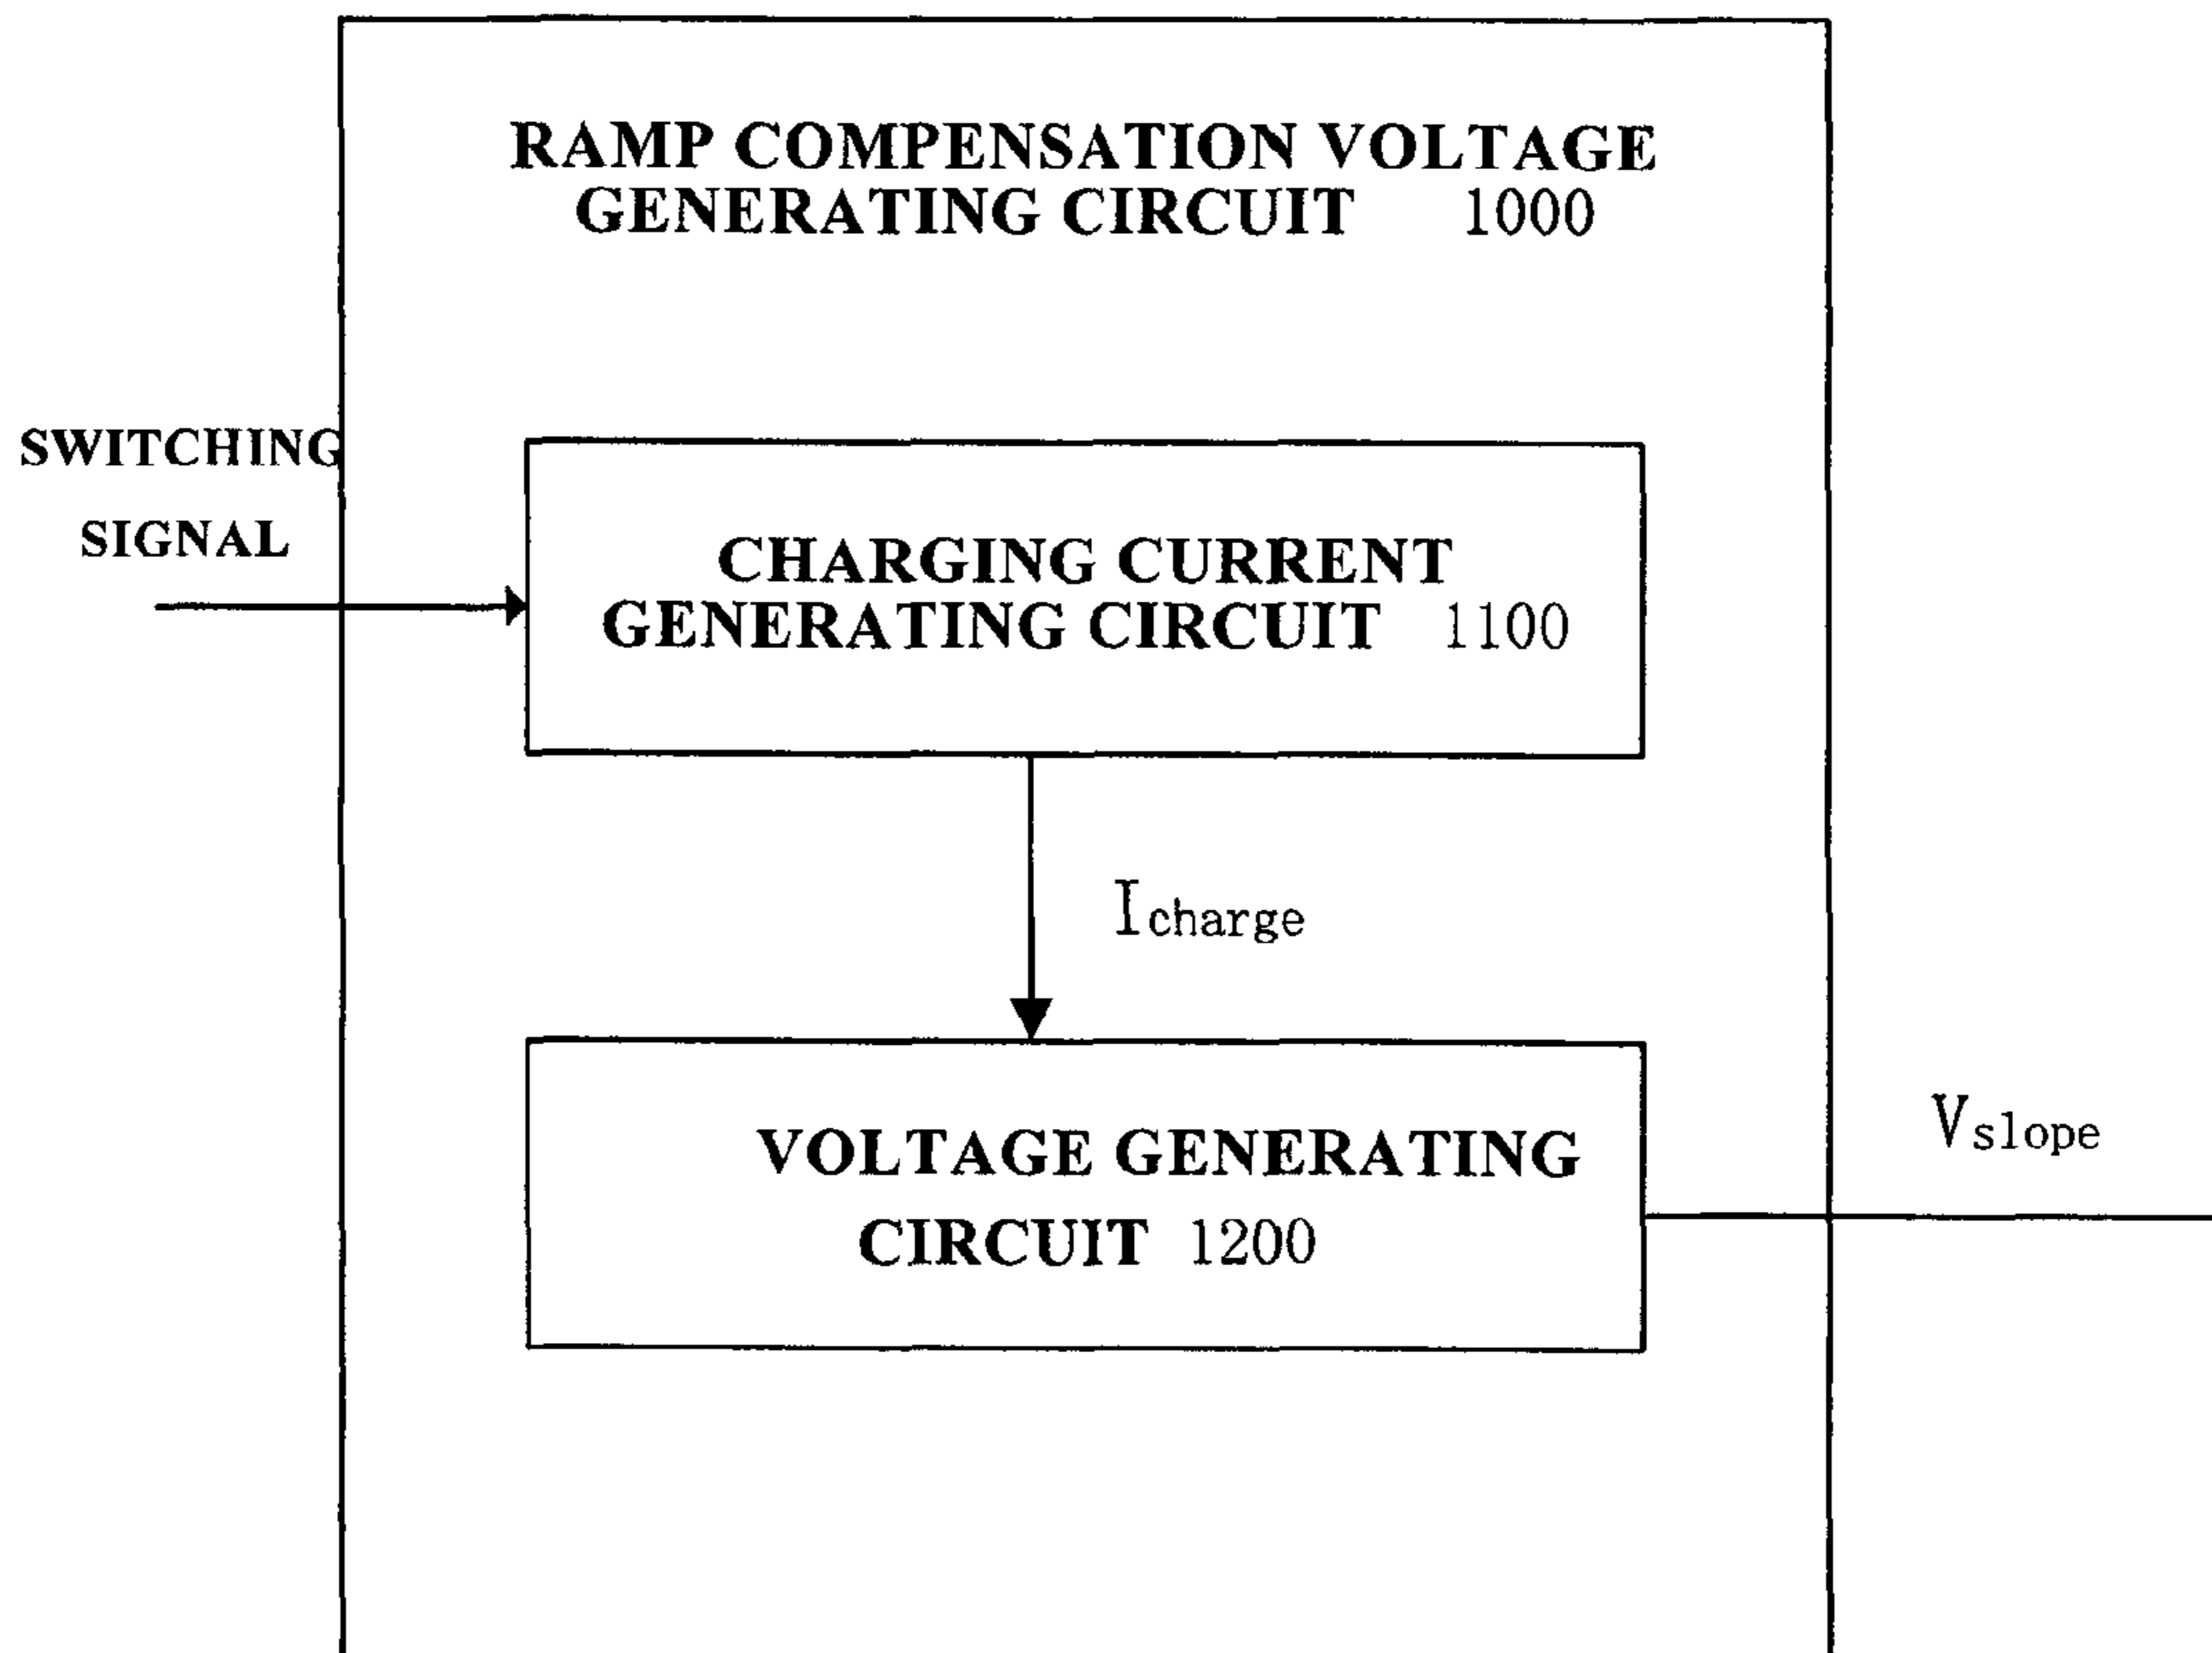 RAMP COMPENSATION VOLTAGE
GENERATING CIRCUIT 1000
SWITCHING
SIGNAL
CHARGING CURRENT
GENERATING CIRCUIT 1100
Icharge
VOLTAGE GENERATING
CIRCUIT 1200
Vslope